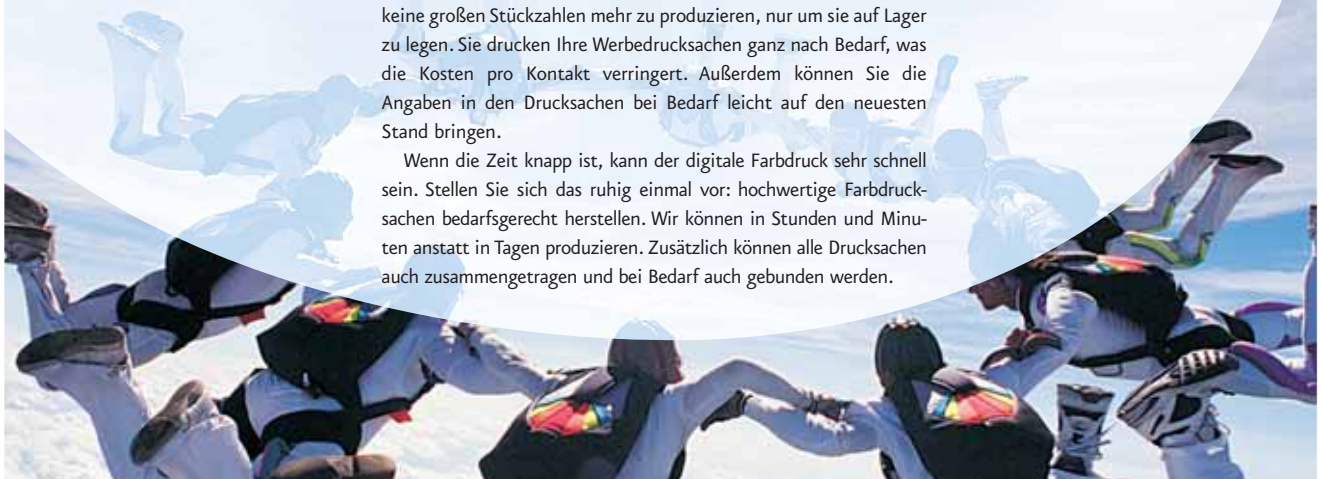 keine großen Stückzahlen mehr zu produzieren, nur um sie auf Lager
zu legen. Sie drucken Ihre Werbedrucksachen ganz nach Bedarf, was
die Kosten pro Kontakt verringert. Außerdem können Sie die
Angaben in den Drucksachen bei Bedarf leicht auf den neuesten
Stand bringen.
Wenn die Zeit knapp ist, kann der digitale Farbdruck sehr schnell
sein. Stellen Sie sich das ruhig einmal vor: hochwertige Farbdruck-
sachen bedarfsgerecht herstellen. Wir können in Stunden und Minu-
ten anstatt in Tagen produzieren. Zusätzlich können alle Drucksachen
auch zusammengetragen und bei Bedarf auch gebunden werden.